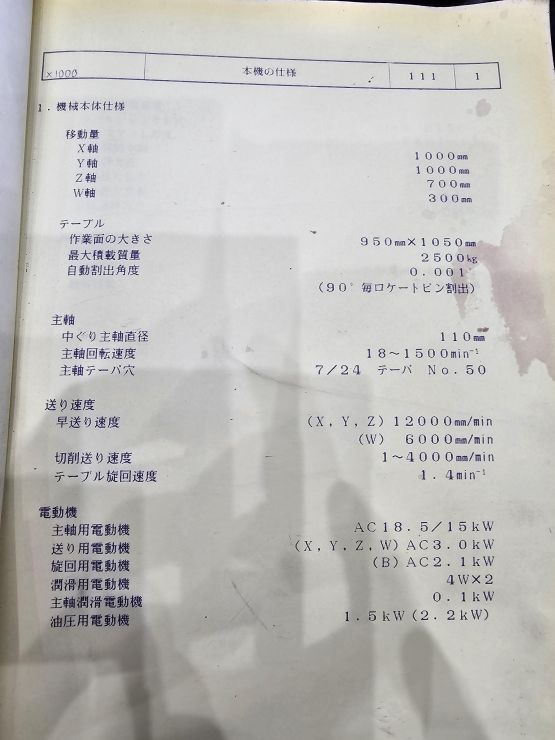 ×1000 本機の仕様 111 1
1．機械本体仕様
移動量
X軸 1000mm
Y軸 1000mm
Z軸 700mm
W軸 300mm
テーブル
作業面の大きさ 950mm×1050mm
最大積載質量 2500kg
自動割出角度 0.001°
(90°毎ロケートピン割出)
主軸
中ぐり主軸直径 110mm
主軸回転速度 18～1500min⁻¹
主軸テーパ穴 7/24 テーパ No.50
送り速度
早送り速度 (X,Y,Z) 12000mm/min
(W) 6000mm/min
切削送り速度 1～4000mm/min
テーブル旋回速度 1.4min⁻¹
電動機
主軸用電動機 AC18.5/15kW
送り用電動機 (X,Y,Z,W) AC3.0kW
旋回用電動機 (B) AC2.1kW
潤滑用電動機 4W×2
主軸潤滑電動機 0.1kW
油圧用電動機 1.5kW(2.2kW)